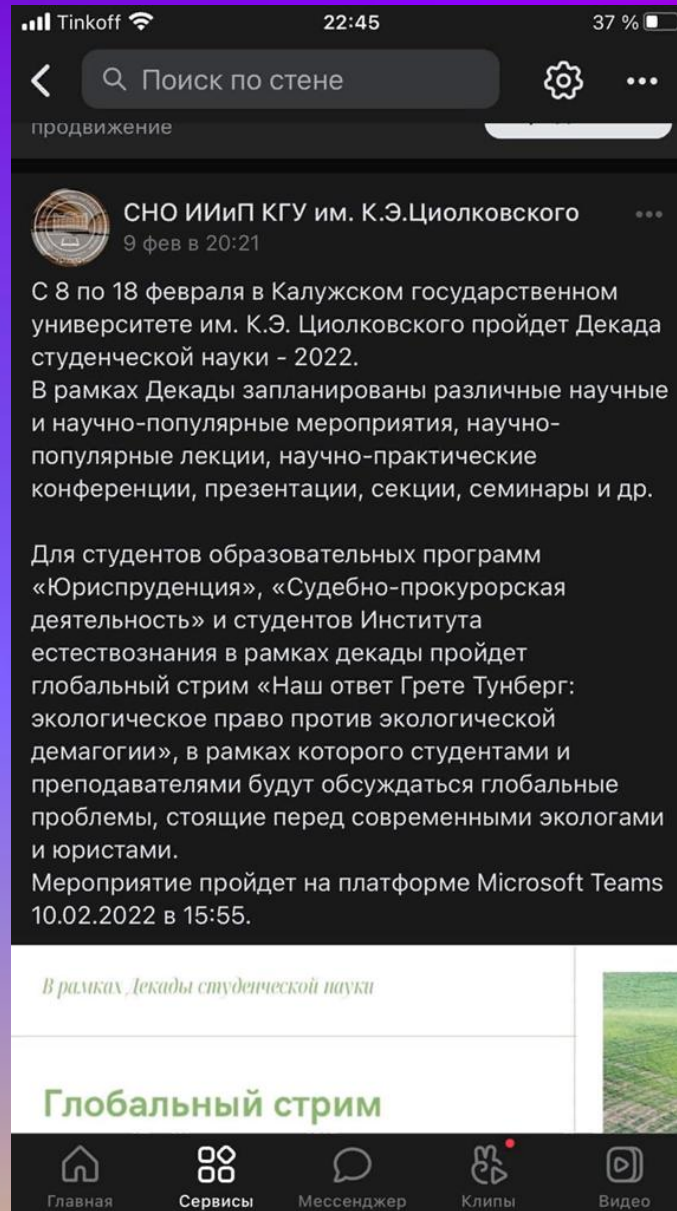 Tinkoff
22:45
37 %
Поиск по стене
продвижение
СНО ИИиП КГУ им. К.Э.Циолковского
9 фев в 20:21
С 8 по 18 февраля в Калужском государственном
университете им. К.Э. Циолковского пройдет Декада
студенческой науки - 2022.
В рамках Декады запланированы различные научные
и научно-популярные мероприятия, научно-
популярные лекции, научно-практические
конференции, презентации, секции, семинары и др.
Для студентов образовательных программ
«Юриспруденция», «Судебно-прокурорская
деятельность» и студентов Института
естествознания в рамках декады пройдет
глобальный стрим «Наш ответ Грете Тунберг:
экологическое право против экологической
демагогии», в рамках которого студентами и
преподавателями будут обсуждаться глобальные
проблемы, стоящие перед современными экологами
и юристами.
Мероприятие пройдет на платформе Microsoft Teams
10.02.2022 в 15:55.
В рамках Декады студенческой науки
Глобальный стрим
Главная
Сервисы
Мессенджер
Клипы
Видео